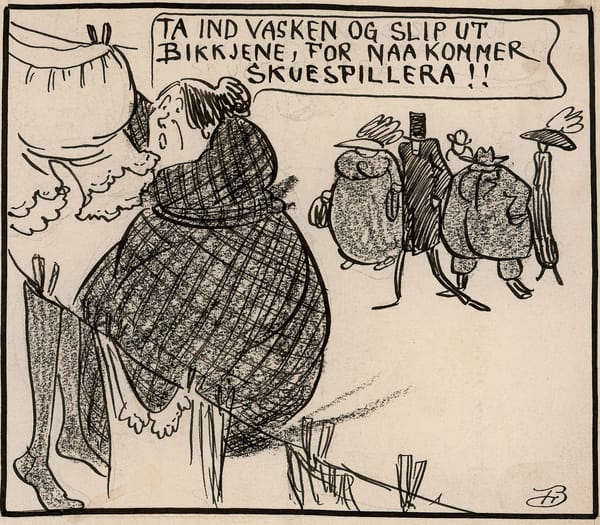 TA IND VASKEN OG SLIP UT
BIKKJENE, FOR NAA KOMMER
SKUESPILLERA!!